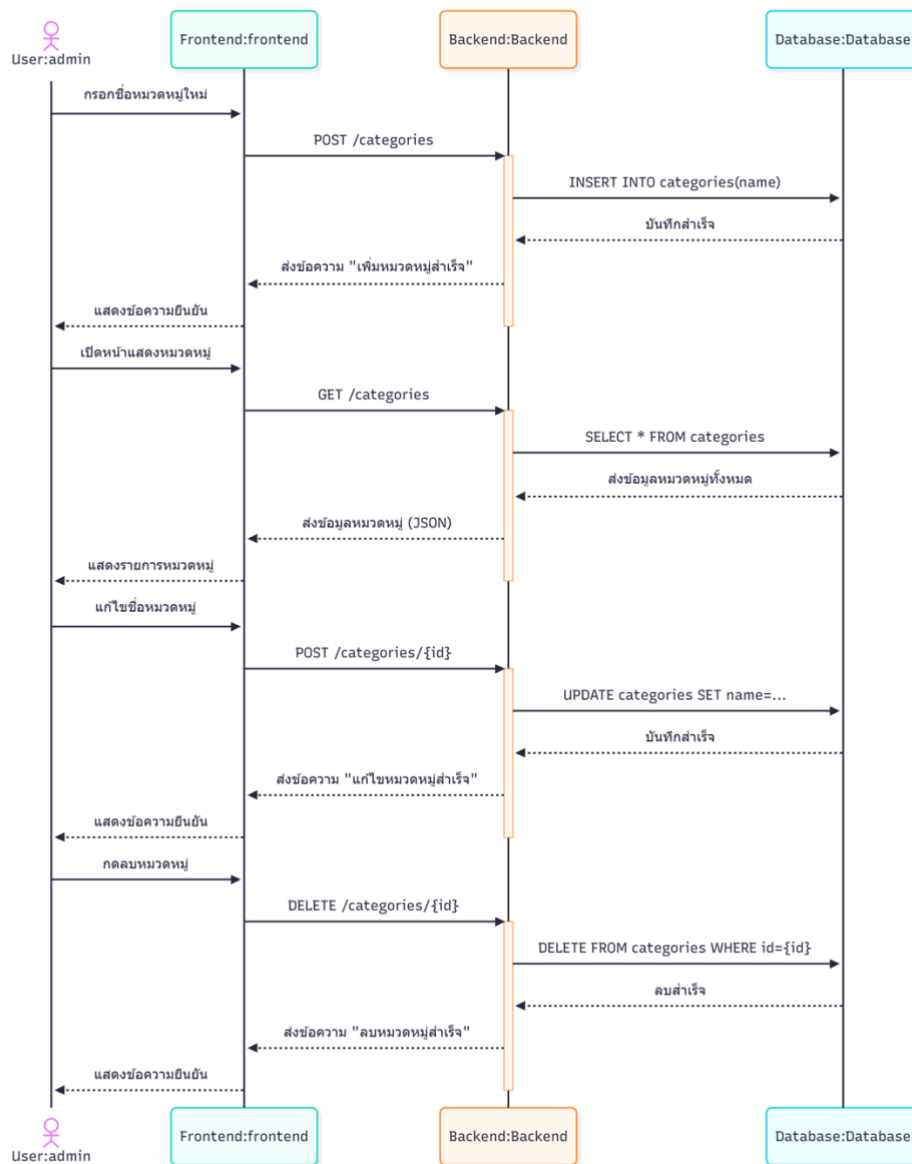 User:admin
Frontend:frontend
Backend:Backend
Database:Database
กรอกชื่อหมวดหมู่ใหม่
POST /categories
INSERT INTO categories(name)
บันทึกสำเร็จ
ส่งข้อความ "เพิ่มหมวดหมู่สำเร็จ"
แสดงข้อความยืนยัน
เปิดหน้าแสดงหมวดหมู่
GET /categories
SELECT * FROM categories
ส่งข้อมูลหมวดหมู่ทั้งหมด
ส่งข้อมูลหมวดหมู่ (JSON)
แสดงรายการหมวดหมู่
แก้ไขชื่อหมวดหมู่
POST /categories/{id}
UPDATE categories SET name=...
บันทึกสำเร็จ
ส่งข้อความ "แก้ไขหมวดหมู่สำเร็จ"
แสดงข้อความยืนยัน
กดลบหมวดหมู่
DELETE /categories/{id}
DELETE FROM categories WHERE id={id}
ลบสำเร็จ
ส่งข้อความ "ลบหมวดหมู่สำเร็จ"
แสดงข้อความยืนยัน
User:admin
Frontend:frontend
Backend:Backend
Database:Database